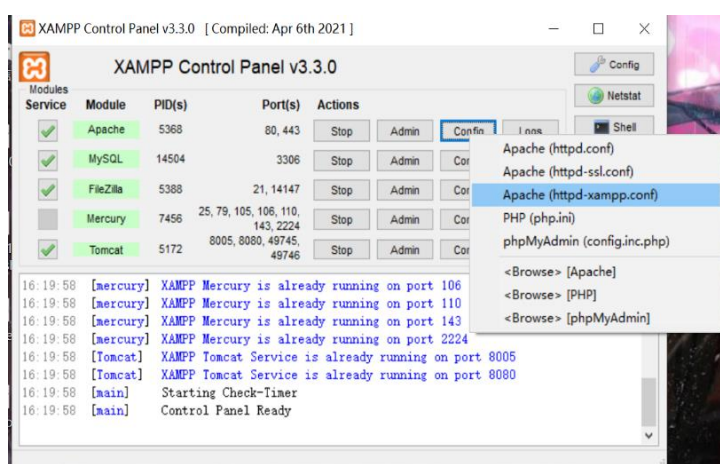 XAMPP Control Panel v3.3.0 [ Compiled: Apr 6th 2021 ]
XAMPP Control Panel v3.3.0
Config
Modules
Service Module PID(s) Port(s) Actions
Netstat
Apache 5368 80, 443 Stop Admin Config Logs
Shell
MySQL 14504 3306 Stop Admin
FileZilla 5388 21, 14147 Stop Admin
Mercury 7456 25, 79, 105, 106, 110, 143, 2224 Stop Admin
Tomcat 5172 8005, 8080, 49745, 49746 Stop Admin
Apache (httpd.conf)
Apache (httpd-ssl.conf)
Apache (httpd-xampp.conf)
PHP (php.ini)
phpMyAdmin (config.inc.php)
<Browse> [Apache]
<Browse> [PHP]
<Browse> [phpMyAdmin]
16:19:58 [mercury] XAMPP Mercury is already running on port 106
16:19:58 [mercury] XAMPP Mercury is already running on port 110
16:19:58 [mercury] XAMPP Mercury is already running on port 143
16:19:58 [mercury] XAMPP Mercury is already running on port 2224
16:19:58 [Tomcat] XAMPP Tomcat Service is already running on port 8005
16:19:58 [Tomcat] XAMPP Tomcat Service is already running on port 8080
16:19:58 [main] Starting Check-Timer
16:19:58 [main] Control Panel Ready